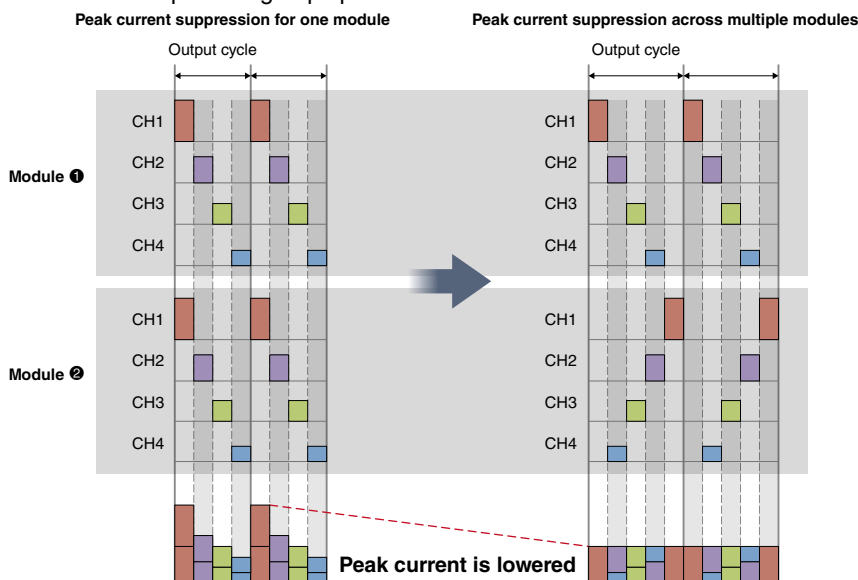 Peak current suppression for one module
Peak current suppression across multiple modules
Output cycle
Output cycle
Module ❶
CH1
CH2
CH3
CH4
CH1
CH2
CH3
CH4
Module ❷
CH1
CH2
CH3
CH4
CH1
CH2
CH3
CH4
Peak current is lowered